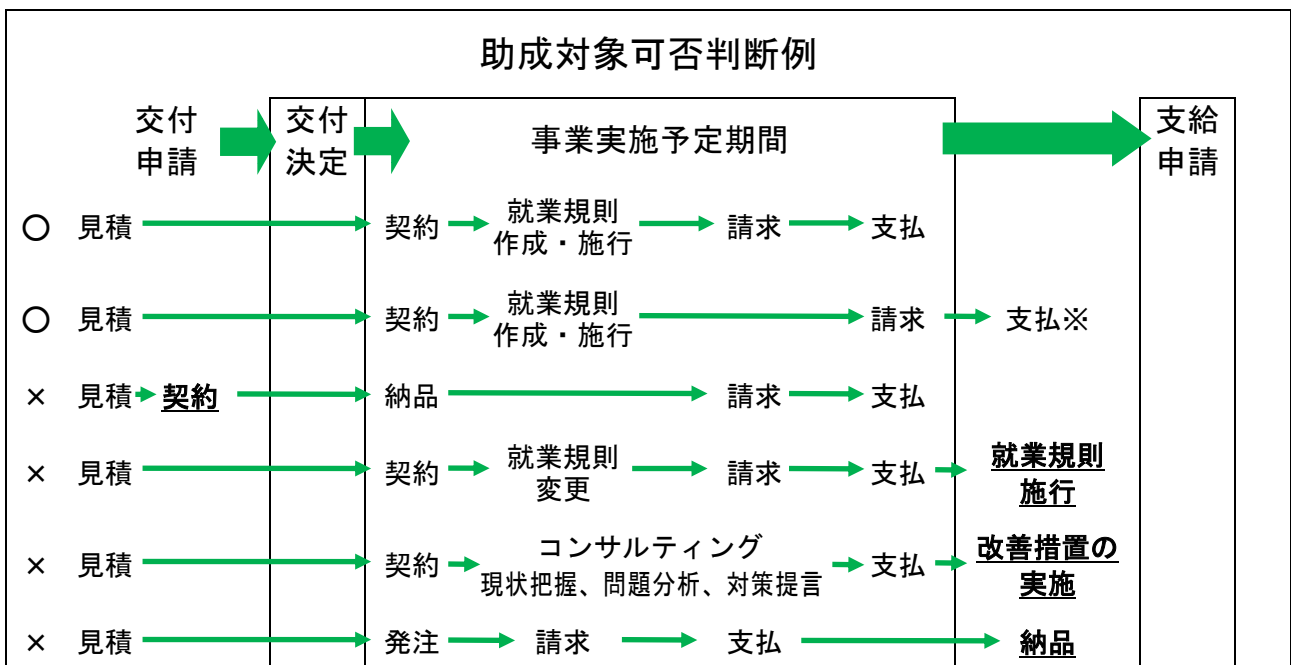 助成対象可否判断例
交付
申請
交付
決定
事業実施予定期間
支給
申請
○ 見積 契約 就業規則
作成・施行 請求 支払
○ 見積 契約 就業規則
作成・施行 請求 支払※
× 見積 契約 納品 請求 支払
× 見積 契約 就業規則
変更 請求 支払 就業規則
施行
× 見積 契約 コンサルティング
現状把握、問題分析、対策提言 支払 改善措置の
実施
× 見積 発注 請求 支払 納品